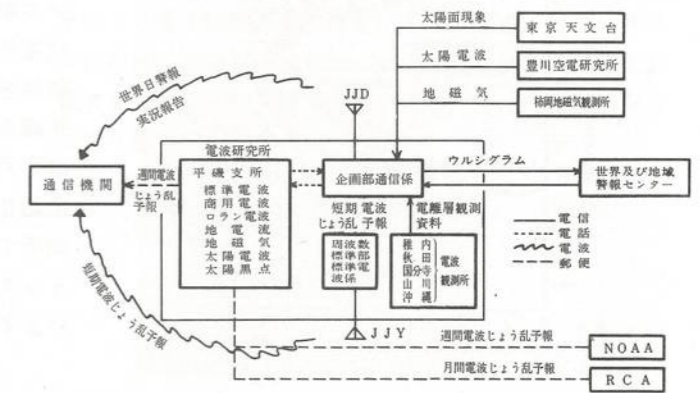 太陽面現象
東京天文台
太陽電波
豊川空電研究所
地磁気
柿岡地磁気観測所
世界日警報
実況報告
JJD
電波研究所
通信機関
週間電波
じょう乱
予報
平磯支所
標準電波
商用電波
ロラン電波
地電流
地磁気
太陽電波
太陽黒点
企画部通信係
ウルシグラム
世界及び地域
警報センター
短期電波
じょう乱予報
電離層観測
資料
周波数
標準部
標準電
波係
稚内
秋田
国分寺
山川
沖縄
電波
観測所
電信
電話
電波
郵便
短期電波じょう乱予報
JJY
週間電波じょう乱予報
NOAA
月間電波じょう乱予報
RCA